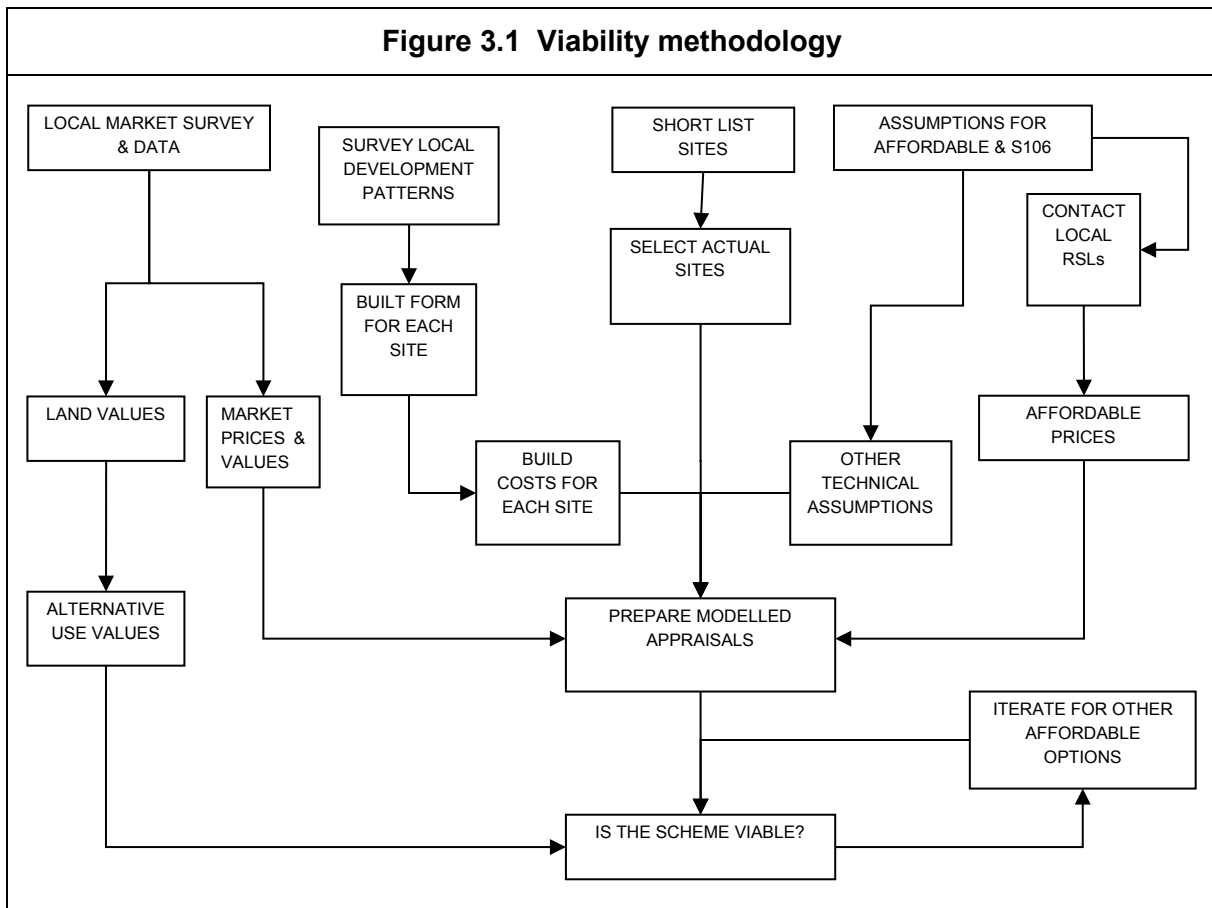 Figure 3.1  Viability methodology
LOCAL MARKET SURVEY
& DATA
SURVEY LOCAL
DEVELOPMENT
PATTERNS
SHORT LIST
SITES
ASSUMPTIONS FOR
AFFORDABLE & S106
CONTACT
LOCAL
RSLs
SELECT ACTUAL
SITES
BUILT FORM
FOR EACH
SITE
LAND VALUES
MARKET
PRICES &
VALUES
BUILD
COSTS FOR
EACH SITE
OTHER
TECHNICAL
ASSUMPTIONS
AFFORDABLE
PRICES
ALTERNATIVE
USE VALUES
PREPARE MODELLED
APPRAISALS
ITERATE FOR OTHER
AFFORDABLE
OPTIONS
IS THE SCHEME VIABLE?